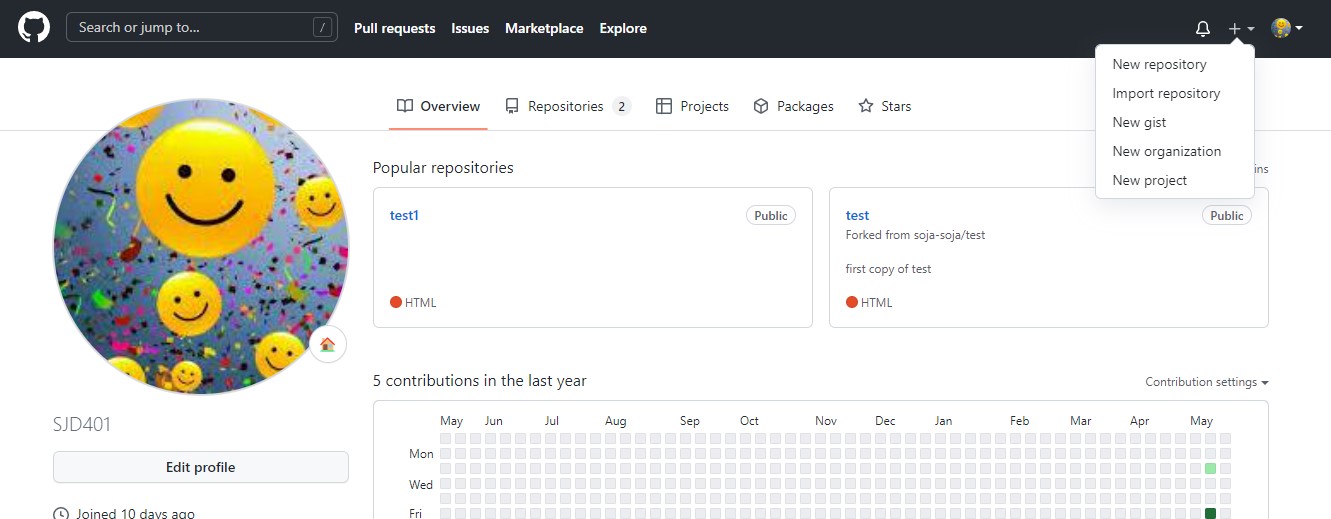 Search or jump to... /
Pull requests Issues Marketplace Explore
New repository
Import repository
New gist
New organization
New project
Overview Repositories 2 Projects Packages Stars
Popular repositories
test1 Public
HTML
test Public
Forked from soja-soja/test
first copy of test
HTML
SJD401
Edit profile
Joined 10 days ago
5 contributions in the last year Contribution settings
May Jun Jul Aug Sep Oct Nov Dec Jan Feb Mar Apr May
Mon
Wed
Fri